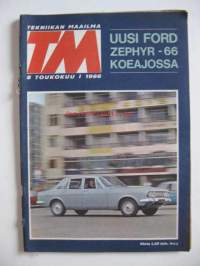 TEKNIIKAN MAAILMA
TM
8 TOUKOKUU I 1966
UUSI FORD
ZEPHYR - 66
KOEAJOSSA